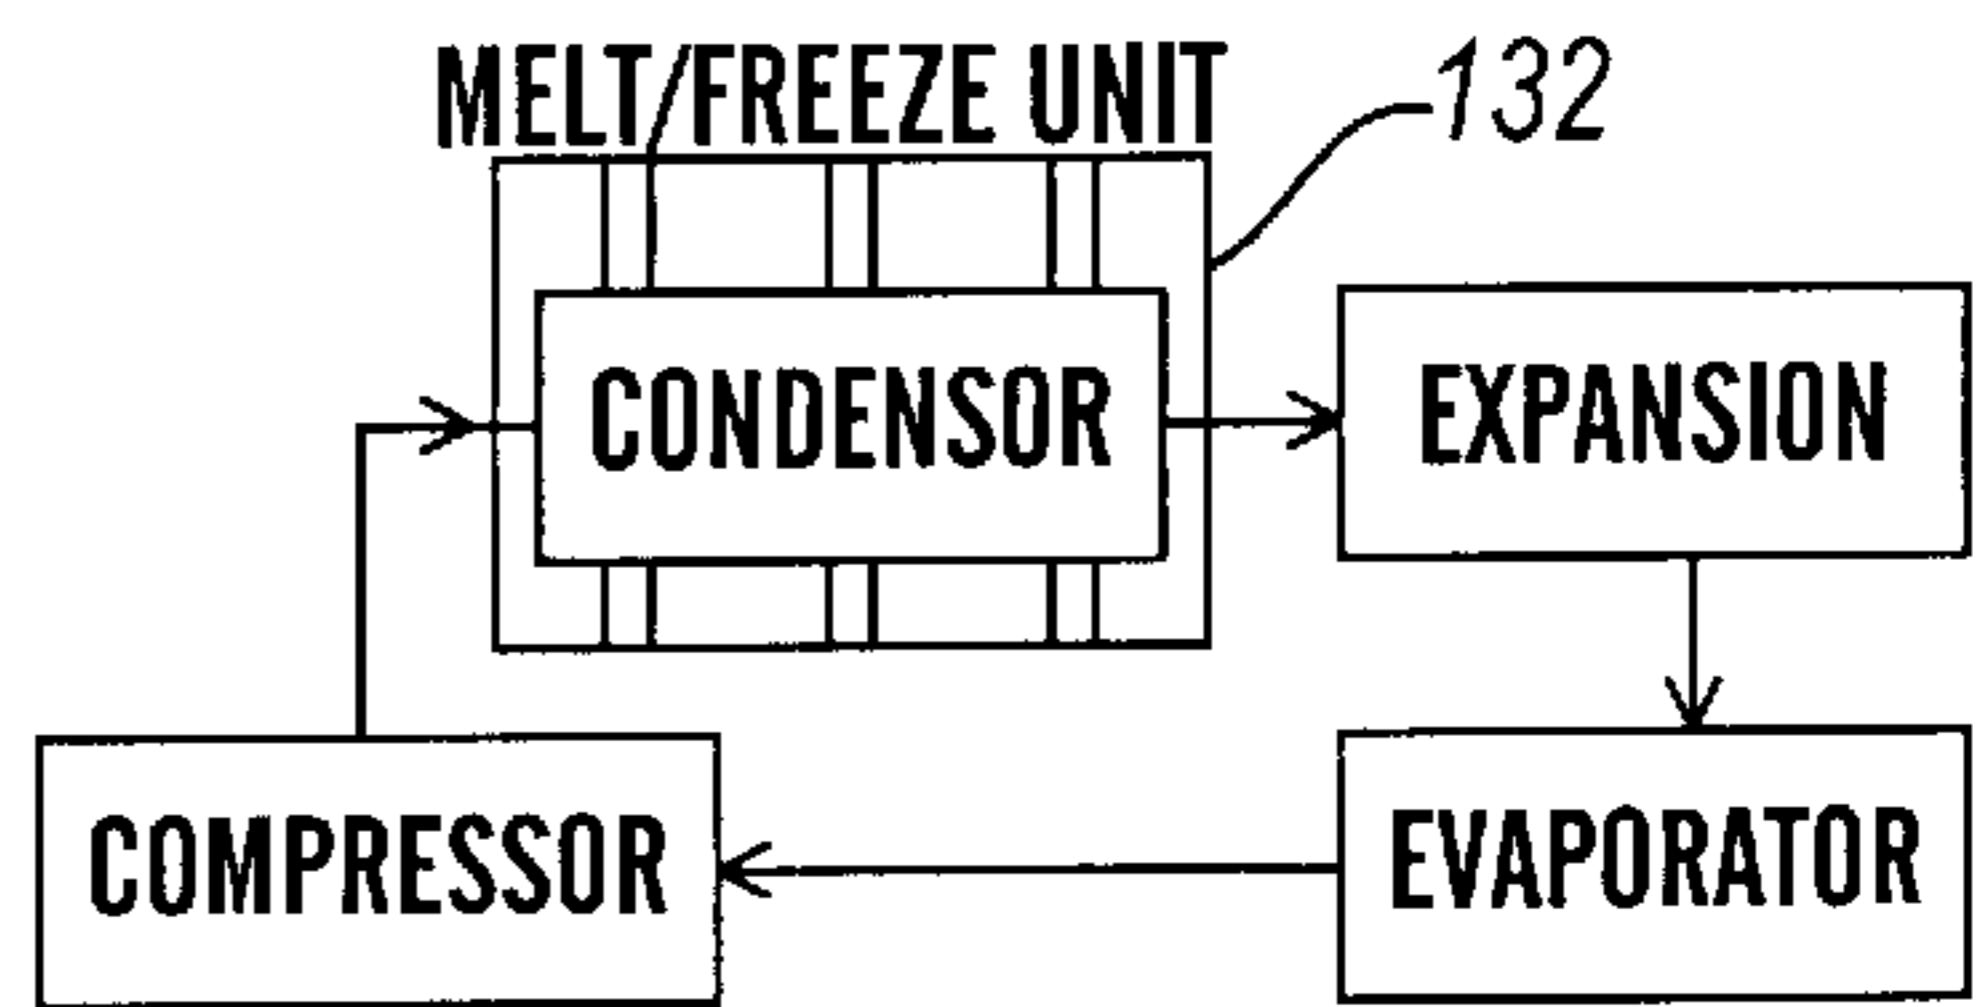 MELT/FREEZE UNIT
132
CONDENSOR
EXPANSION
COMPRESSOR
EVAPORATOR